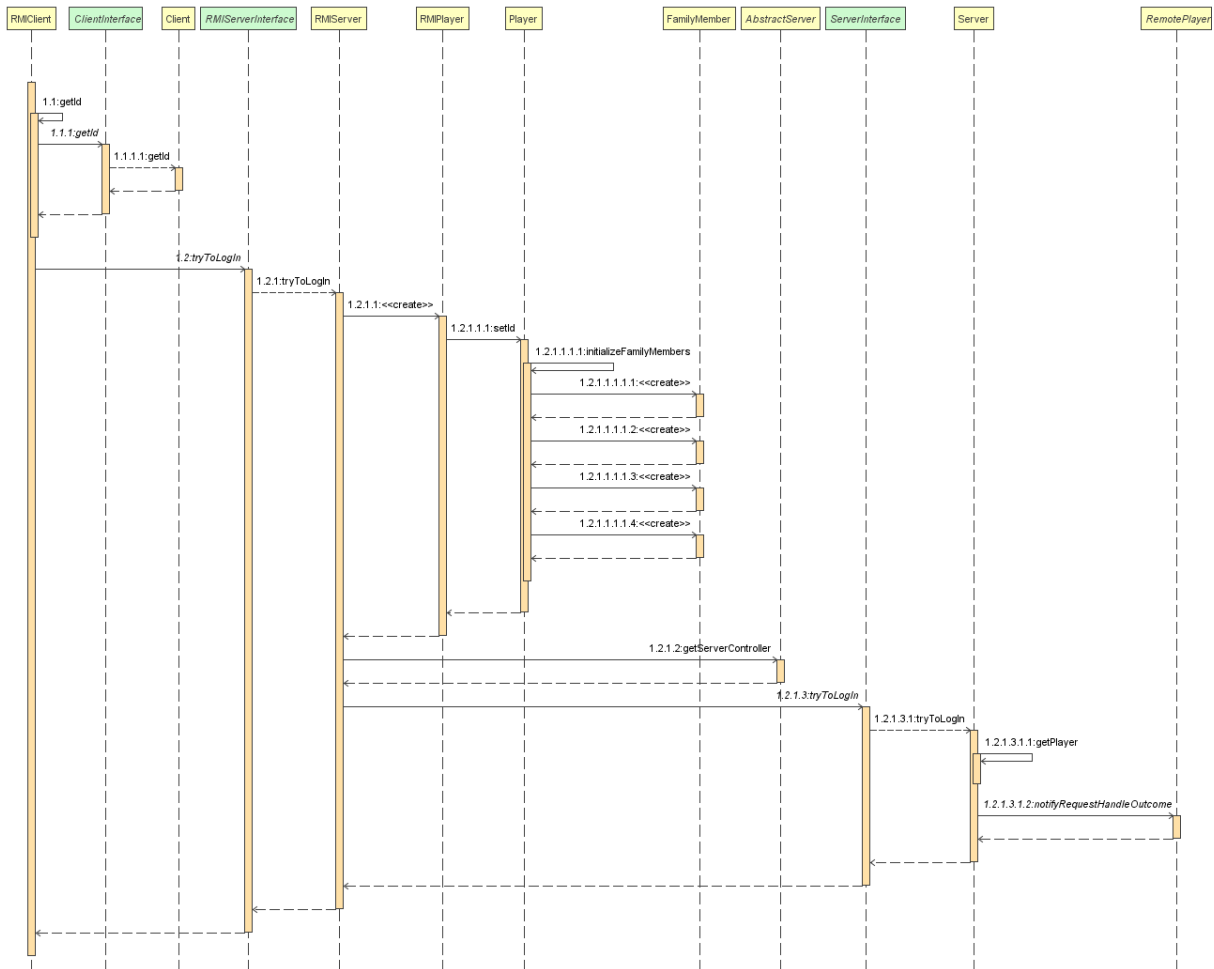 RMIClient
ClientInterface
Client
RMIServerInterface
RMIServer
RMIPlayer
Player
FamilyMember
AbstractServer
ServerInterface
Server
RemotePlayer
1.1:getId
1.1.1:getId
1.1.1.1:getId
1.2:tryToLogIn
1.2.1:tryToLogIn
1.2.1.1:<<create>>
1.2.1.1.1:setId
1.2.1.1.1.1:initializeFamilyMembers
1.2.1.1.1.1.1:<<create>>
1.2.1.1.1.1.2:<<create>>
1.2.1.1.1.1.3:<<create>>
1.2.1.1.1.1.4:<<create>>
1.2.1.2:getServerController
1.2.1.3:tryToLogIn
1.2.1.3.1:tryToLogIn
1.2.1.3.1.1:getPlayer
1.2.1.3.1.2:notifyRequestHandleOutcome